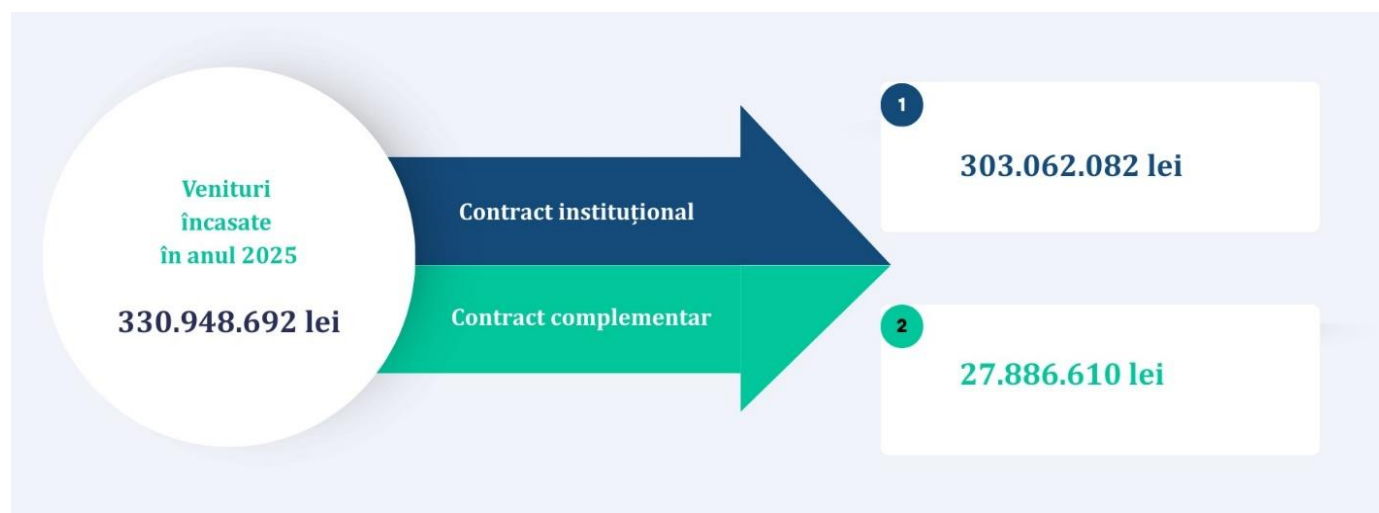 Venituri
încasate
în anul 2025
330.948.692 lei
Contract instituțional
Contract complementar
1
303.062.082 lei
2
27.886.610 lei